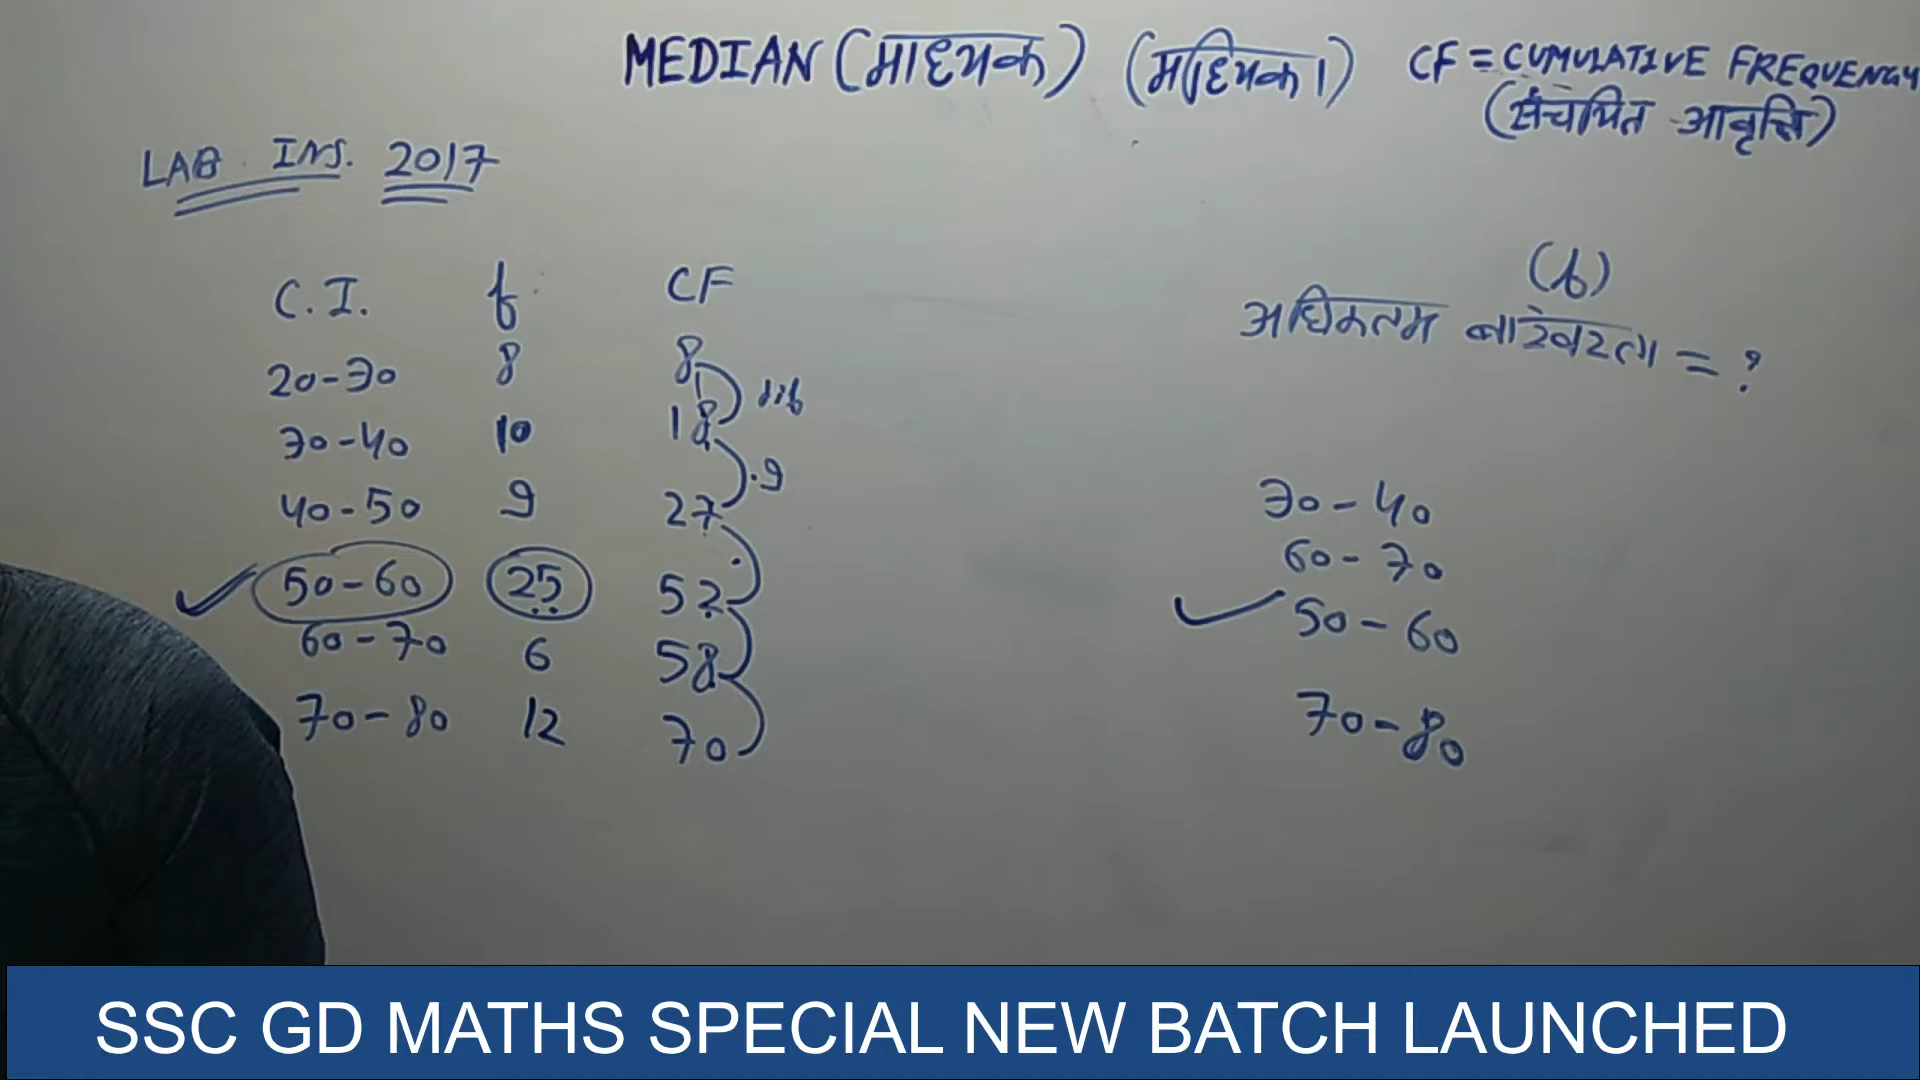 MEDIAN (माध्यक) (मध्यिका) CF = CUMULATIVE FREQUENCY
(संचयित आवृत्ति)
LAB. INS. 2017
C.I. f CF
20-30 8 8
30-40 10 18
40-50 9 27
50-60 25 52
60-70 6 58
70-80 12 70
dif
9
(f)
अधिकतम बारंबारता = ?
30-40
60-70
50-60
70-80
SSC GD MATHS SPECIAL NEW BATCH LAUNCHED